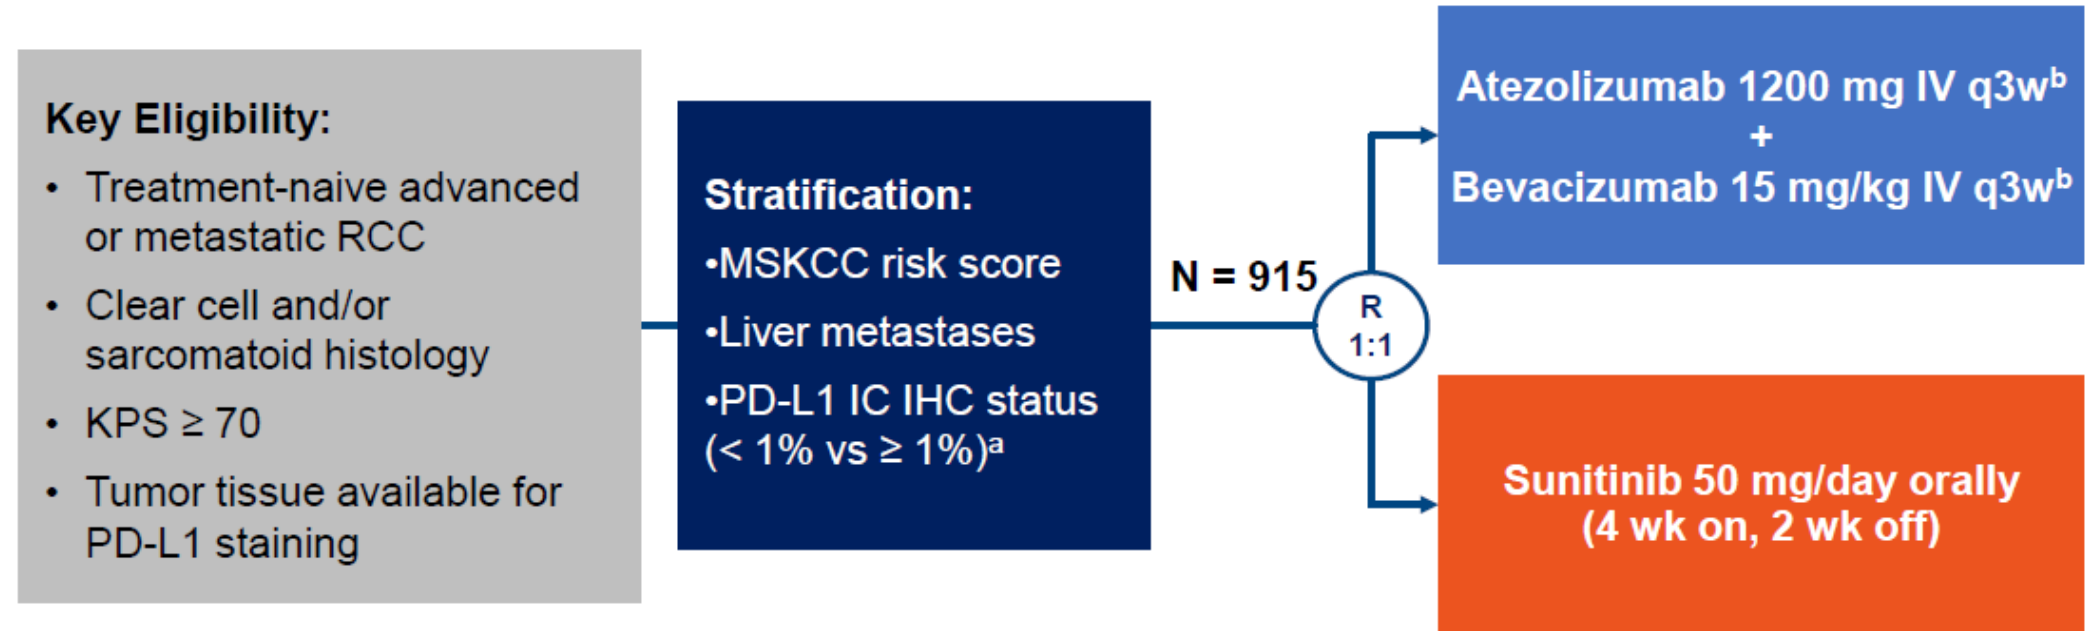 Key Eligibility:
• Treatment-naive advanced
or metastatic RCC
• Clear cell and/or
sarcomatoid histology
• KPS ≥ 70
• Tumor tissue available for
PD-L1 staining
Stratification:
•MSKCC risk score
•Liver metastases
•PD-L1 IC IHC status
(< 1% vs ≥ 1%)ᵃ
N = 915
R
1:1
Atezolizumab 1200 mg IV q3wᵇ
+
Bevacizumab 15 mg/kg IV q3wᵇ
Sunitinib 50 mg/day orally
(4 wk on, 2 wk off)